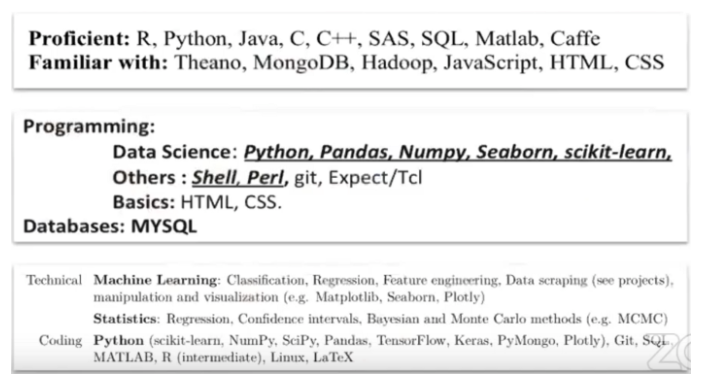 Proficient: R, Python, Java, C, C++, SAS, SQL, Matlab, Caffe
Familiar with: Theano, MongoDB, Hadoop, JavaScript, HTML, CSS
Programming:
Data Science: Python, Pandas, Numpy, Seaborn, scikit-learn,
Others : Shell, Perl, git, Expect/Tcl
Basics: HTML, CSS.
Databases: MYSQL
Technical Machine Learning: Classification, Regression, Feature engineering, Data scraping (see projects),
manipulation and visualization (e.g. Matplotlib, Seaborn, Plotly)
Statistics: Regression, Confidence intervals, Bayesian and Monte Carlo methods (e.g. MCMC)
Coding Python (scikit-learn, NumPy, SciPy, Pandas, TensorFlow, Keras, PyMongo, Plotly), Git, SQL,
MATLAB, R (intermediate), Linux, LaTeX